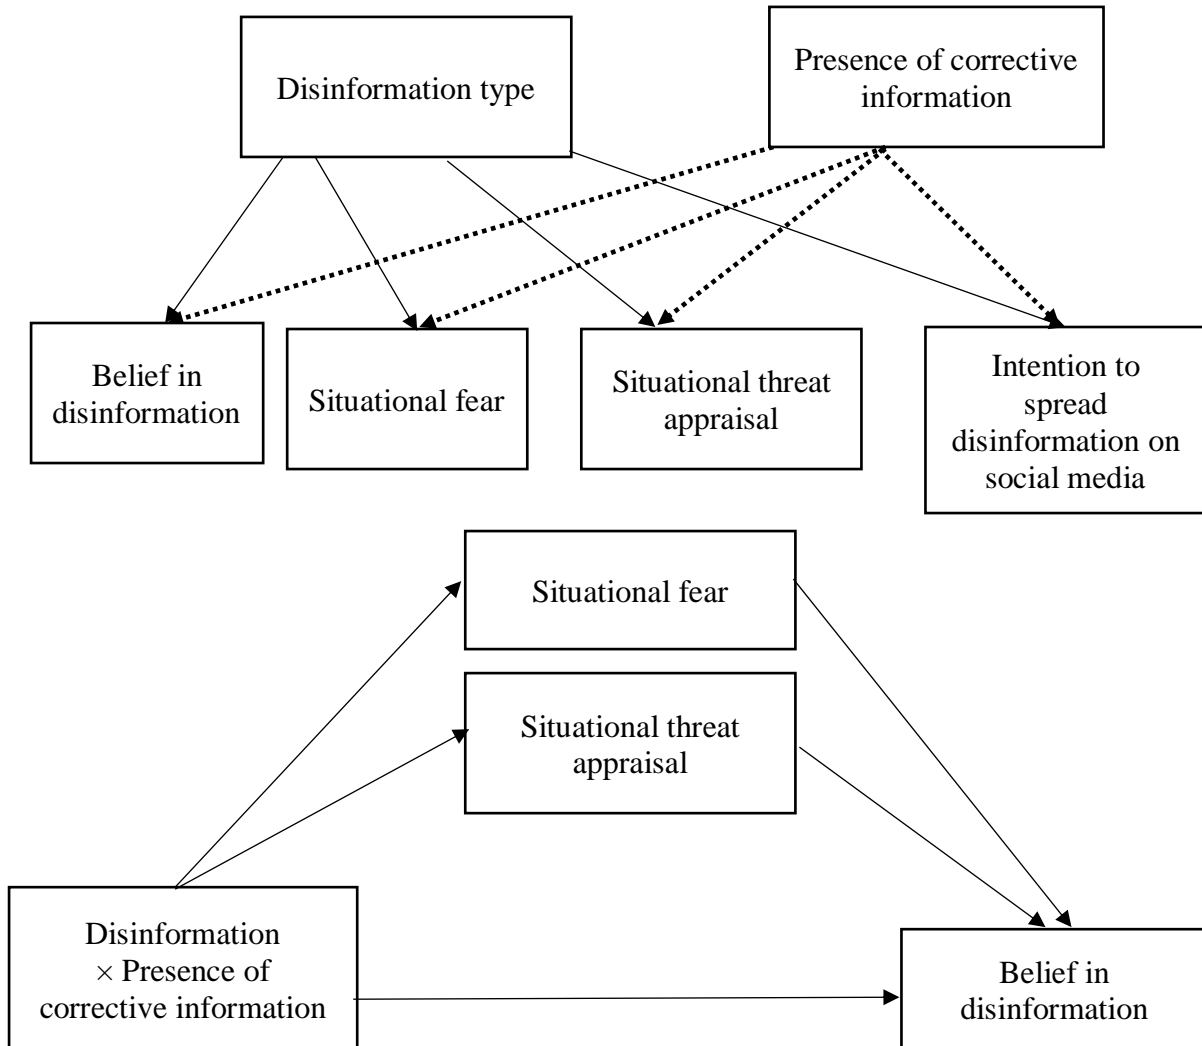 Disinformation type
Presence of corrective
information
Belief in
disinformation
Situational fear
Situational threat
appraisal
Intention to
spread
disinformation on
social media
Situational fear
Situational threat
appraisal
Disinformation
× Presence of
corrective information
Belief in
disinformation